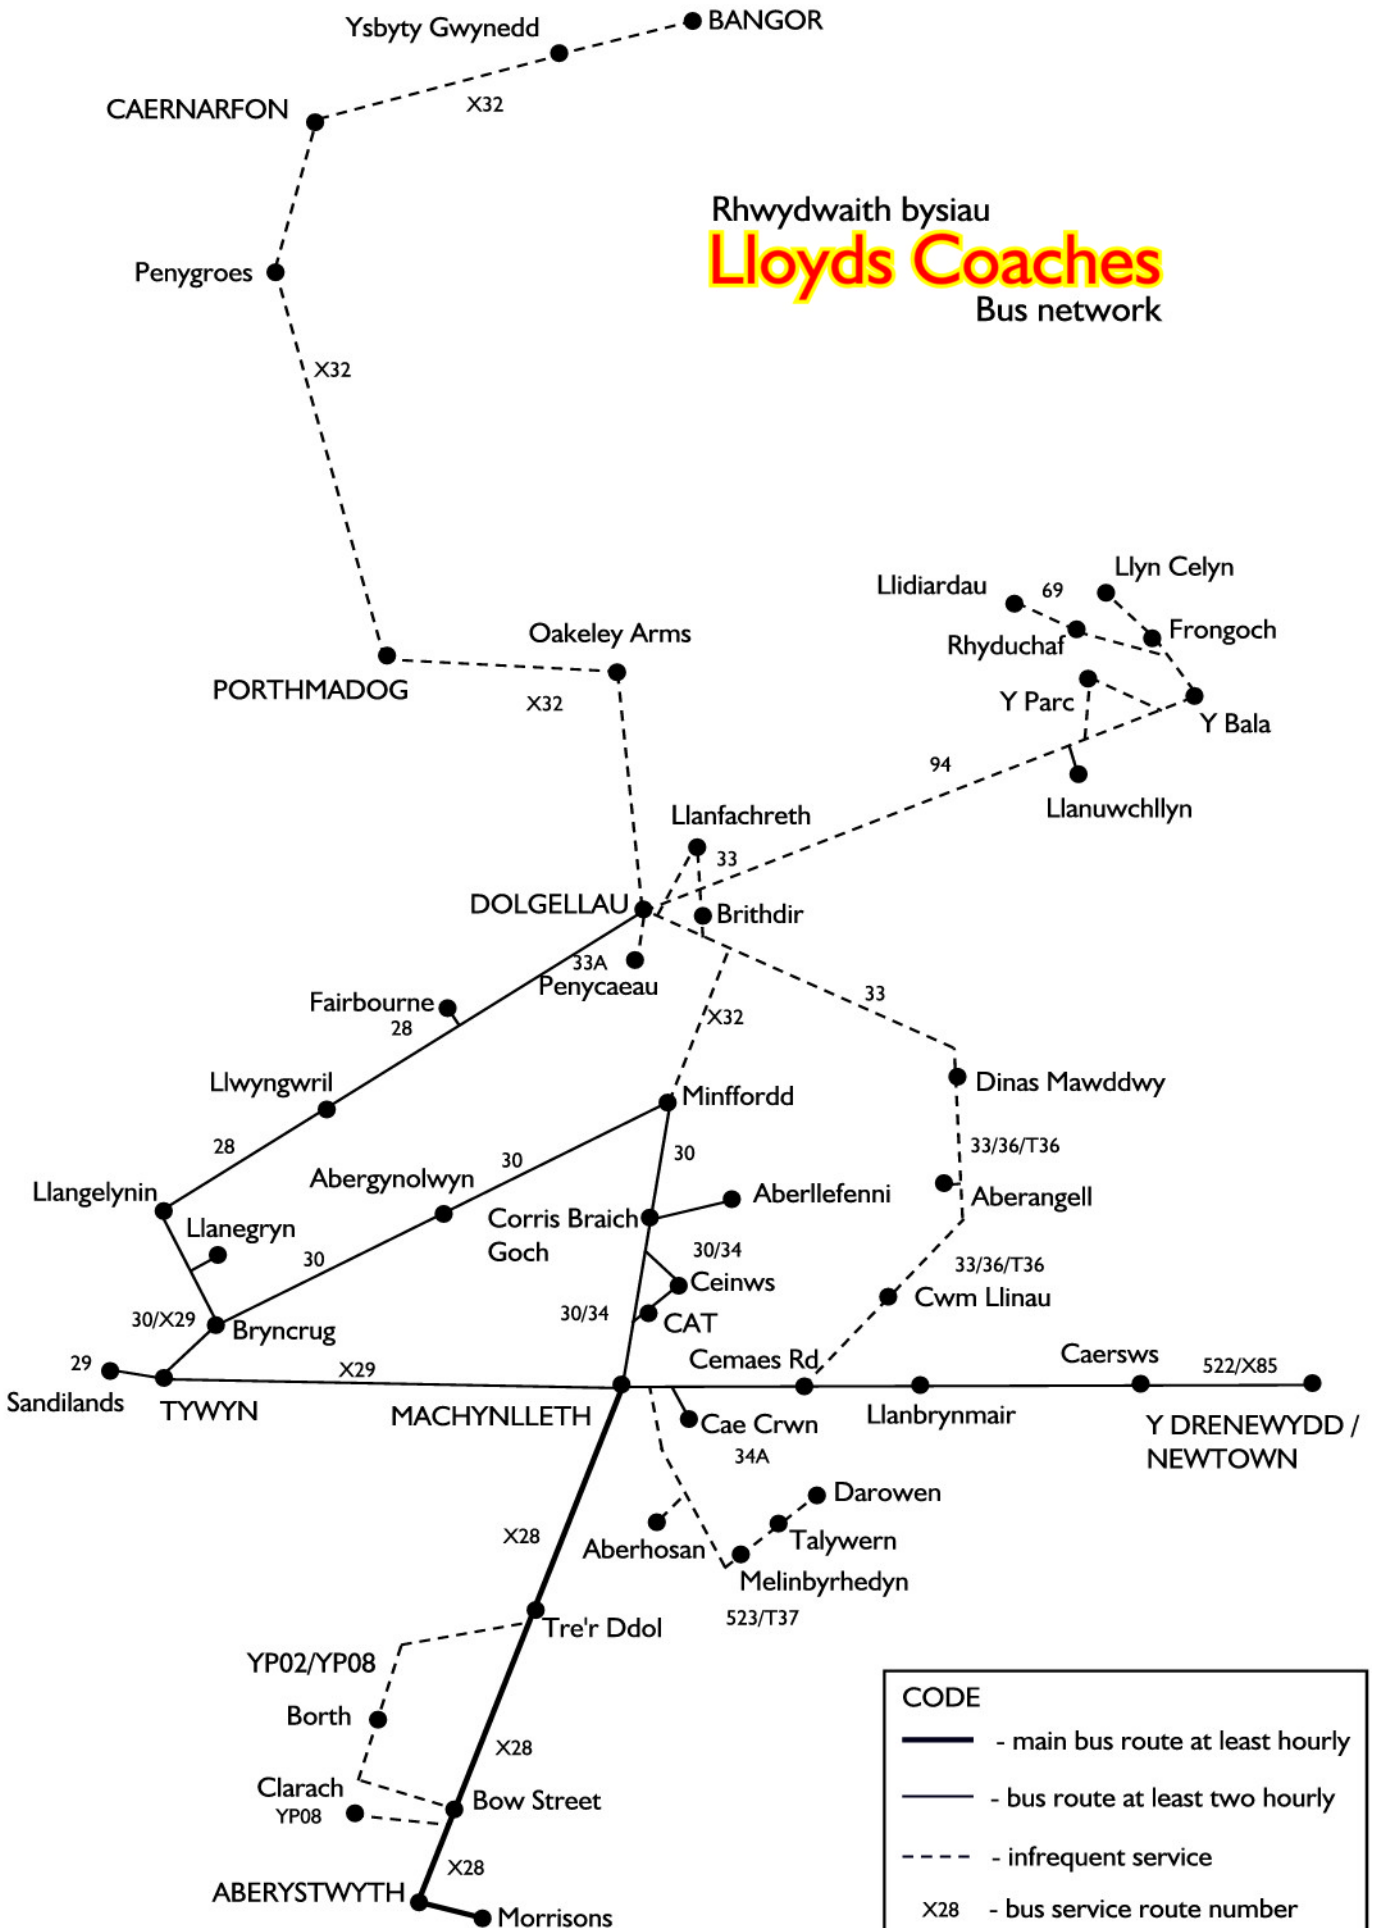 Ysbyty Gwynedd
BANGOR
CAERNARFON
X32
Rhwydwaith bysiau
Lloyds Coaches
Bus network
Penygroes
X32
Llyn Celyn
Llidiardau
69
Oakeley Arms
Frongoch
Rhyduchaf
PORTHMADOG
X32
Y Parc
Y Bala
94
Llanuwchllyn
Llanfachreth
33
DOLGELLAU
Brithdir
33A
Penycaeau
33
Fairbourne
28
X32
Llwyngwril
Dinas Mawddwy
Minffordd
28
30
30
33/36/T36
Abergynolwyn
Llangelynin
Aberllefenni
Aberangell
Llanegryn
Corris Braich
Goch
30
30/34
33/36/T36
Ceinws
Cwm Llinau
30/X29
Bryncrug
30/34
CAT
29
X29
Cemaes Rd
Caersws
522/X85
Sandilands
TYWYN
MACHYNLLETH
Cae Crwn
34A
Llanbrynmair
Y DRENEWYDD /
NEWTOWN
Darowen
X28
Aberhosan
Talywern
Melinbyrhedyn
523/T37
Tre'r Ddol
YP02/YP08
Borth
X28
Clarach
YP08
Bow Street
X28
ABERYSTWYTH
Morrisons
CODE
- main bus route at least hourly
- bus route at least two hourly
- infrequent service
X28 - bus service route number